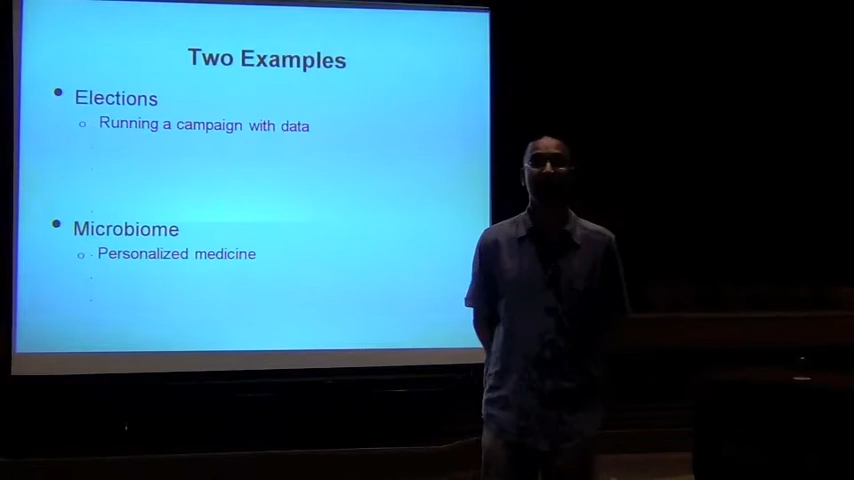 Two Examples
Elections
Running a campaign with data
Microbiome
Personalized medicine